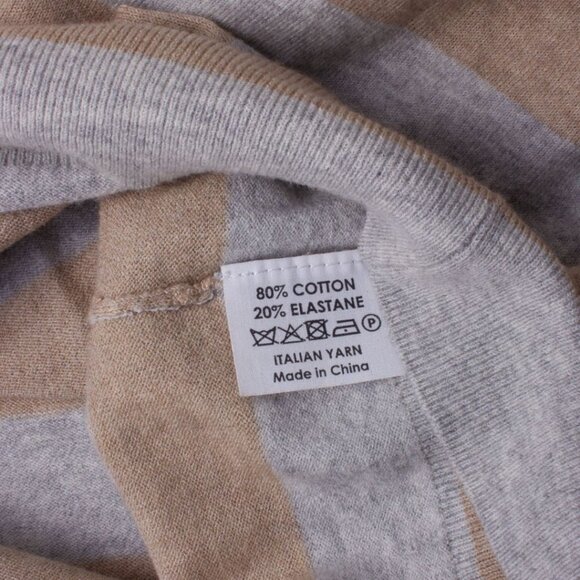 80% COTTON
20% ELASTANE
P
ITALIAN YARN
Made in China